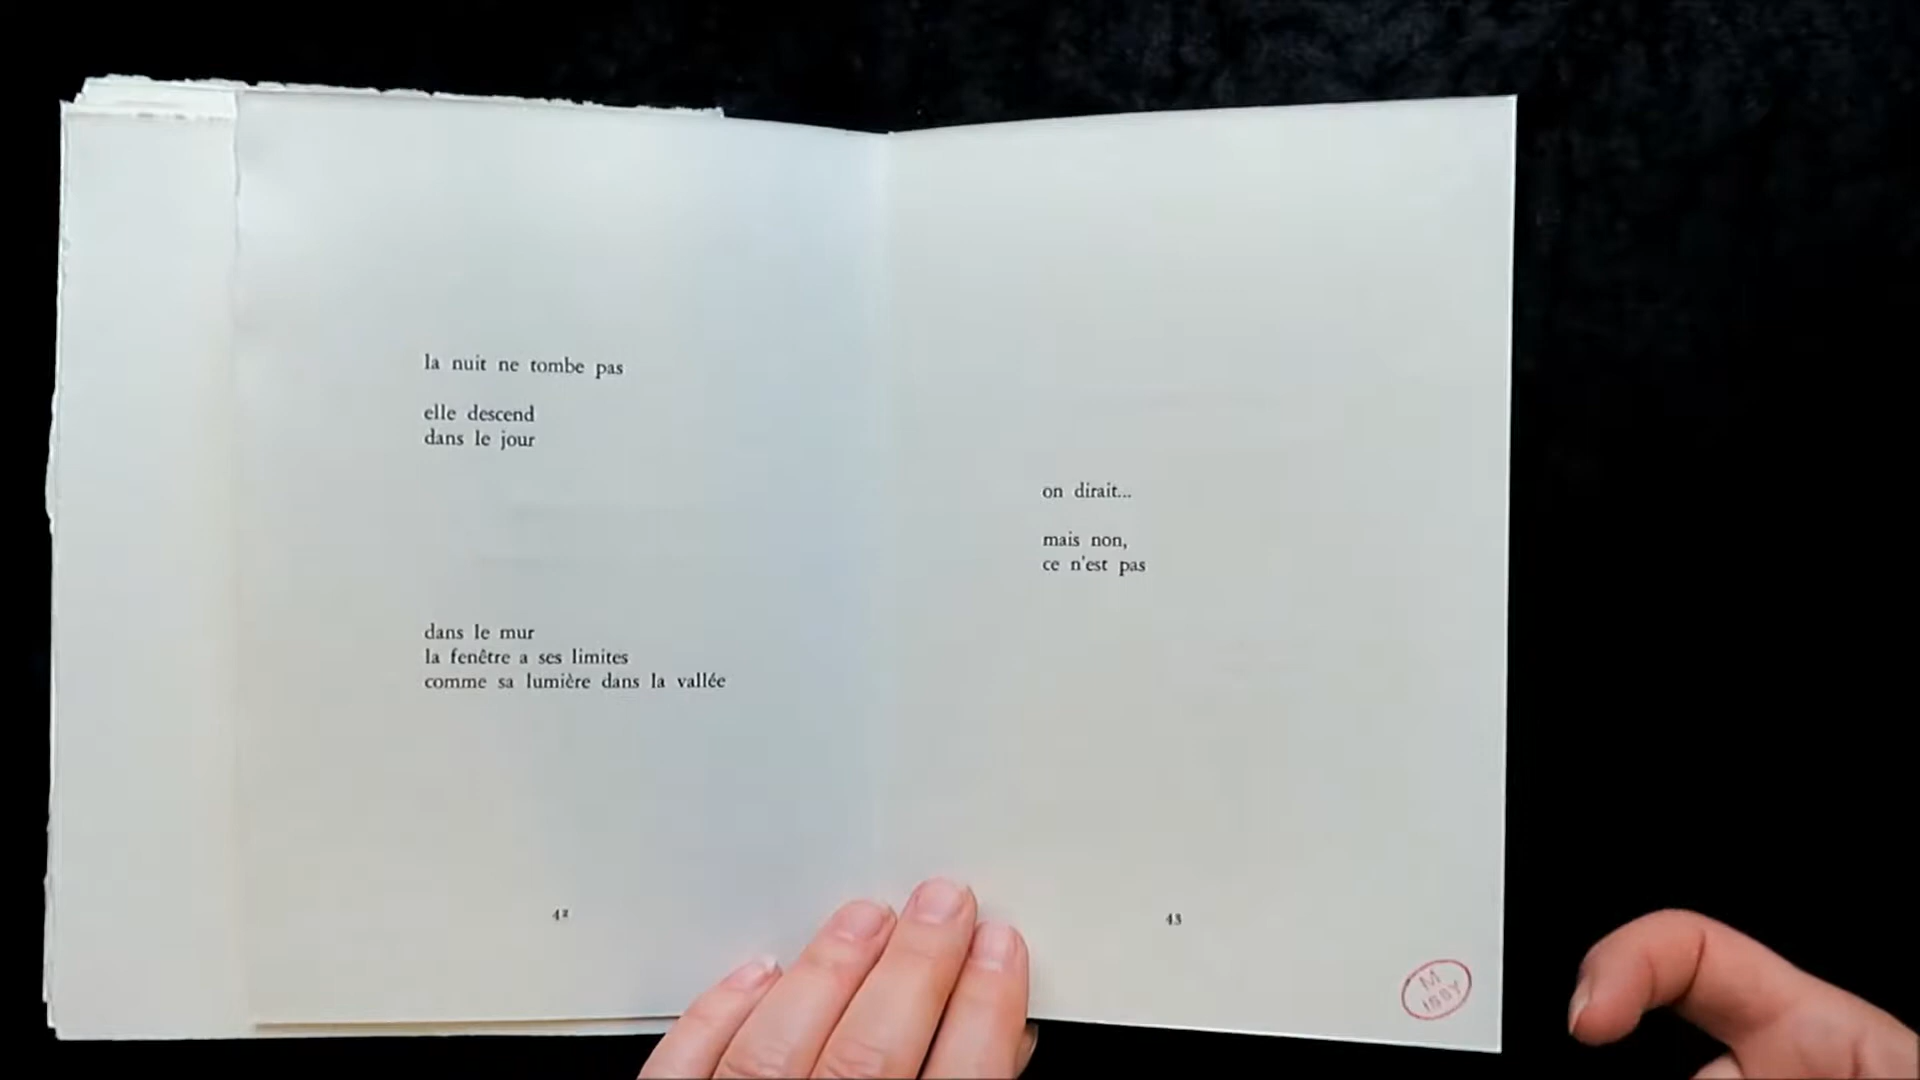 la nuit ne tombe pas
elle descend
dans le jour
dans le mur
la fenêtre a ses limites
comme sa lumière dans la vallée
42
on dirait...
mais non,
ce n'est pas
43
M
ISSY